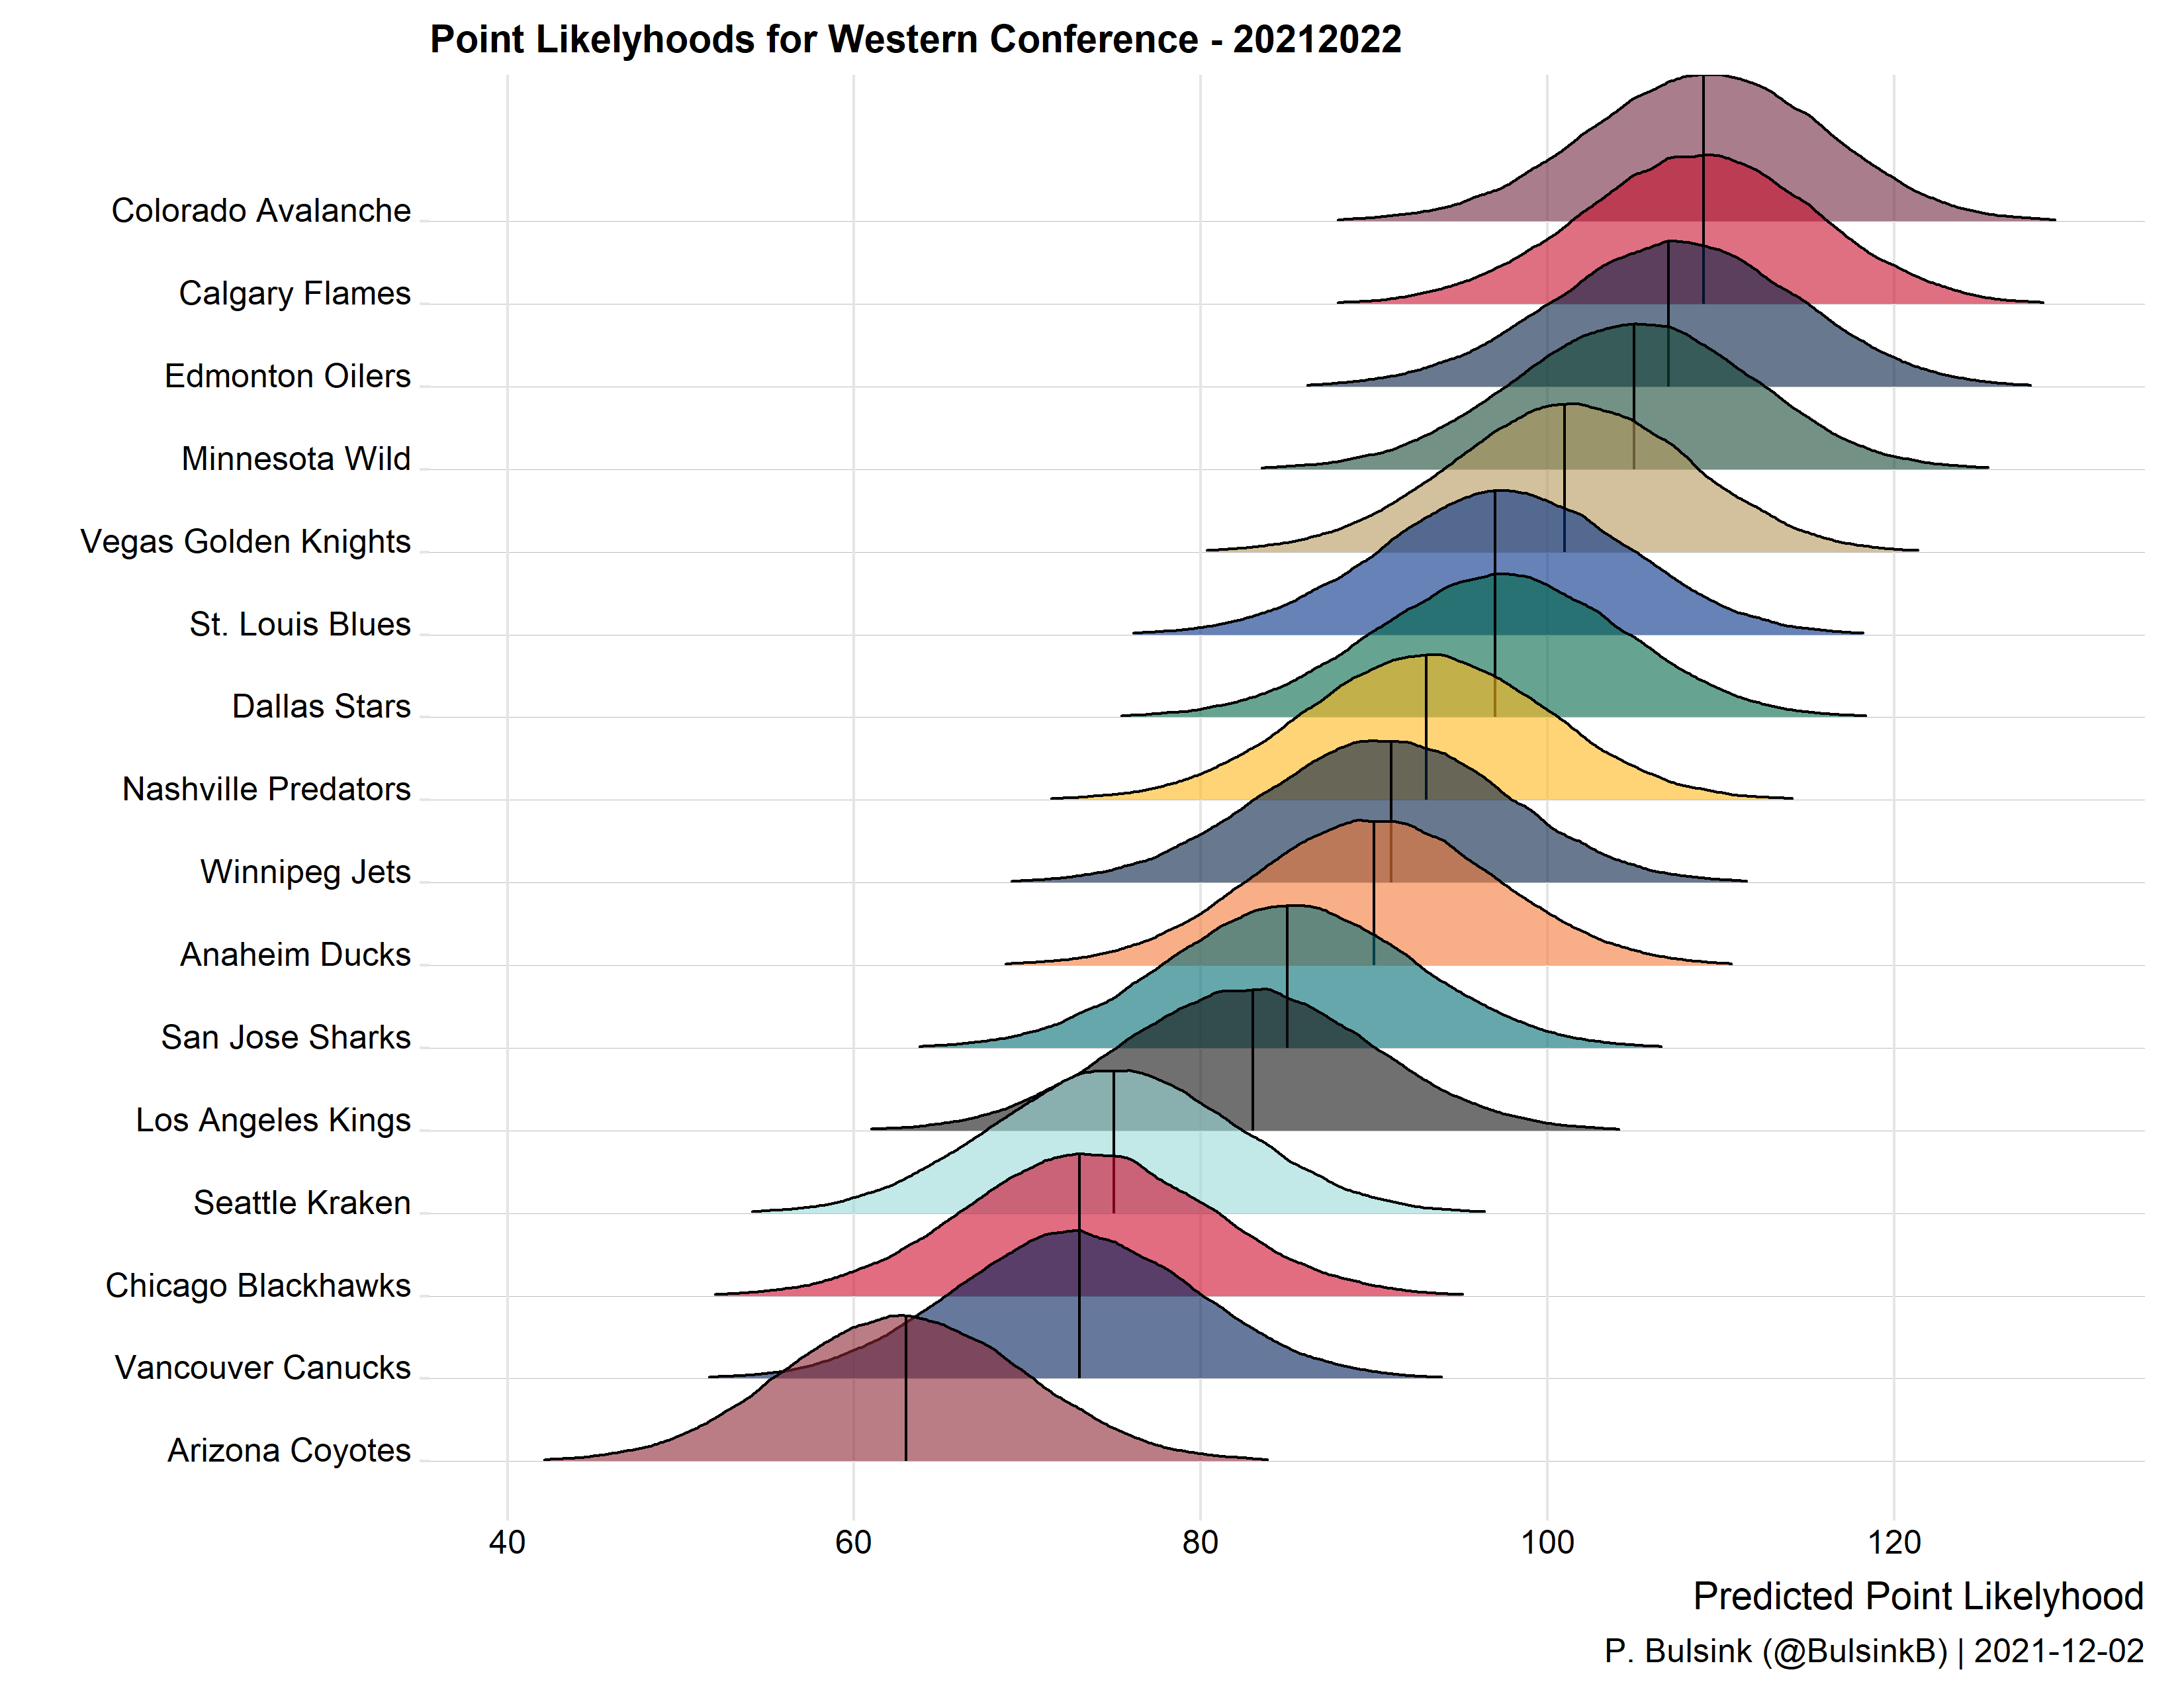 Point Likelyhoods for Western Conference - 20212022
Colorado Avalanche
Calgary Flames
Edmonton Oilers
Minnesota Wild
Vegas Golden Knights
St. Louis Blues
Dallas Stars
Nashville Predators
Winnipeg Jets
Anaheim Ducks
San Jose Sharks
Los Angeles Kings
Seattle Kraken
Chicago Blackhawks
Vancouver Canucks
Arizona Coyotes
40 60 80 100 120
Predicted Point Likelyhood
P. Bulsink (@BulsinkB) | 2021-12-02